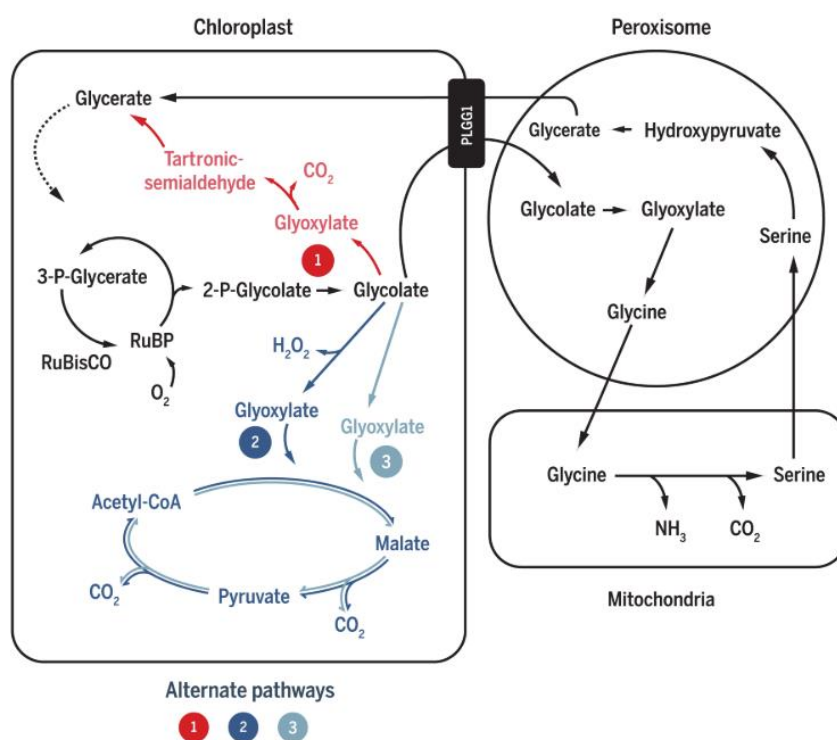 Chloroplast
Peroxisome
Glycerate
PLGG1
Glycerate
Hydroxypyruvate
Tartronic-
semialdehyde
CO₂
Glyoxylate
1
Glycolate
Glyoxylate
Serine
3-P-Glycerate
2-P-Glycolate
Glycolate
RuBP
RuBisCO
O₂
H₂O₂
Glycine
Glyoxylate
2
Glyoxylate
3
Acetyl-CoA
Malate
CO₂
Pyruvate
CO₂
Glycine
Serine
NH₃
CO₂
Mitochondria
Alternate pathways
1 2 3